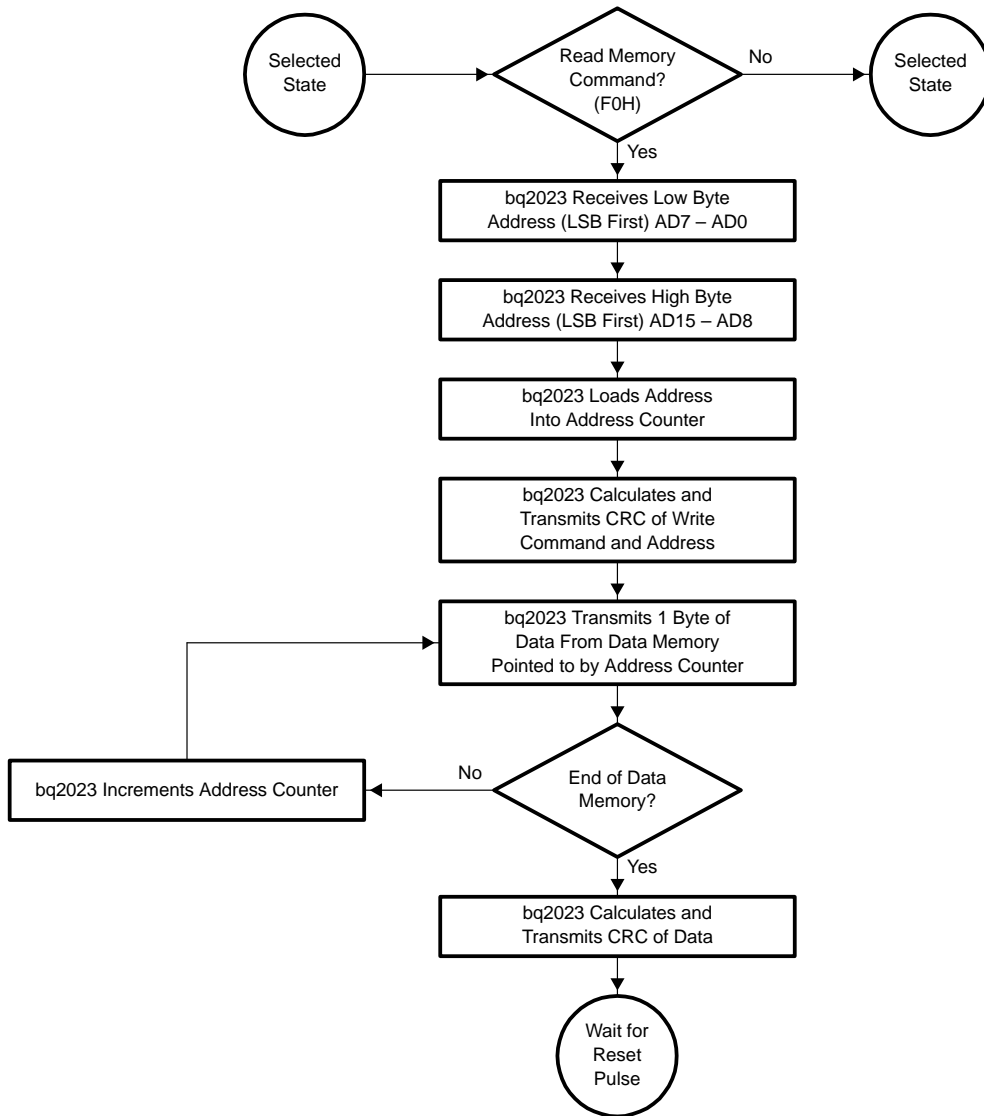 Selected
State
Read Memory
Command?
(F0H)
No
Selected
State
Yes
bq2023 Receives Low Byte
Address (LSB First) AD7 – AD0
bq2023 Receives High Byte
Address (LSB First) AD15 – AD8
bq2023 Loads Address
Into Address Counter
bq2023 Calculates and
Transmits CRC of Write
Command and Address
bq2023 Transmits 1 Byte of
Data From Data Memory
Pointed to by Address Counter
bq2023 Increments Address Counter
No
End of Data
Memory?
Yes
bq2023 Calculates and
Transmits CRC of Data
Wait for
Reset
Pulse